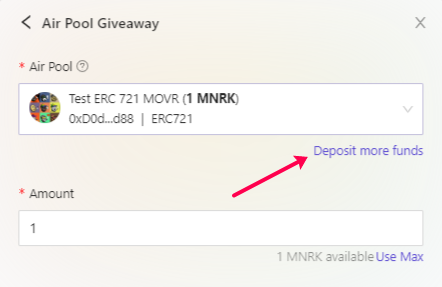 Air Pool Giveaway
* Air Pool
Test ERC 721 MOVR (1 MNRK)
0xD0d...d88 | ERC721
Deposit more funds
* Amount
1
1 MNRK available Use Max